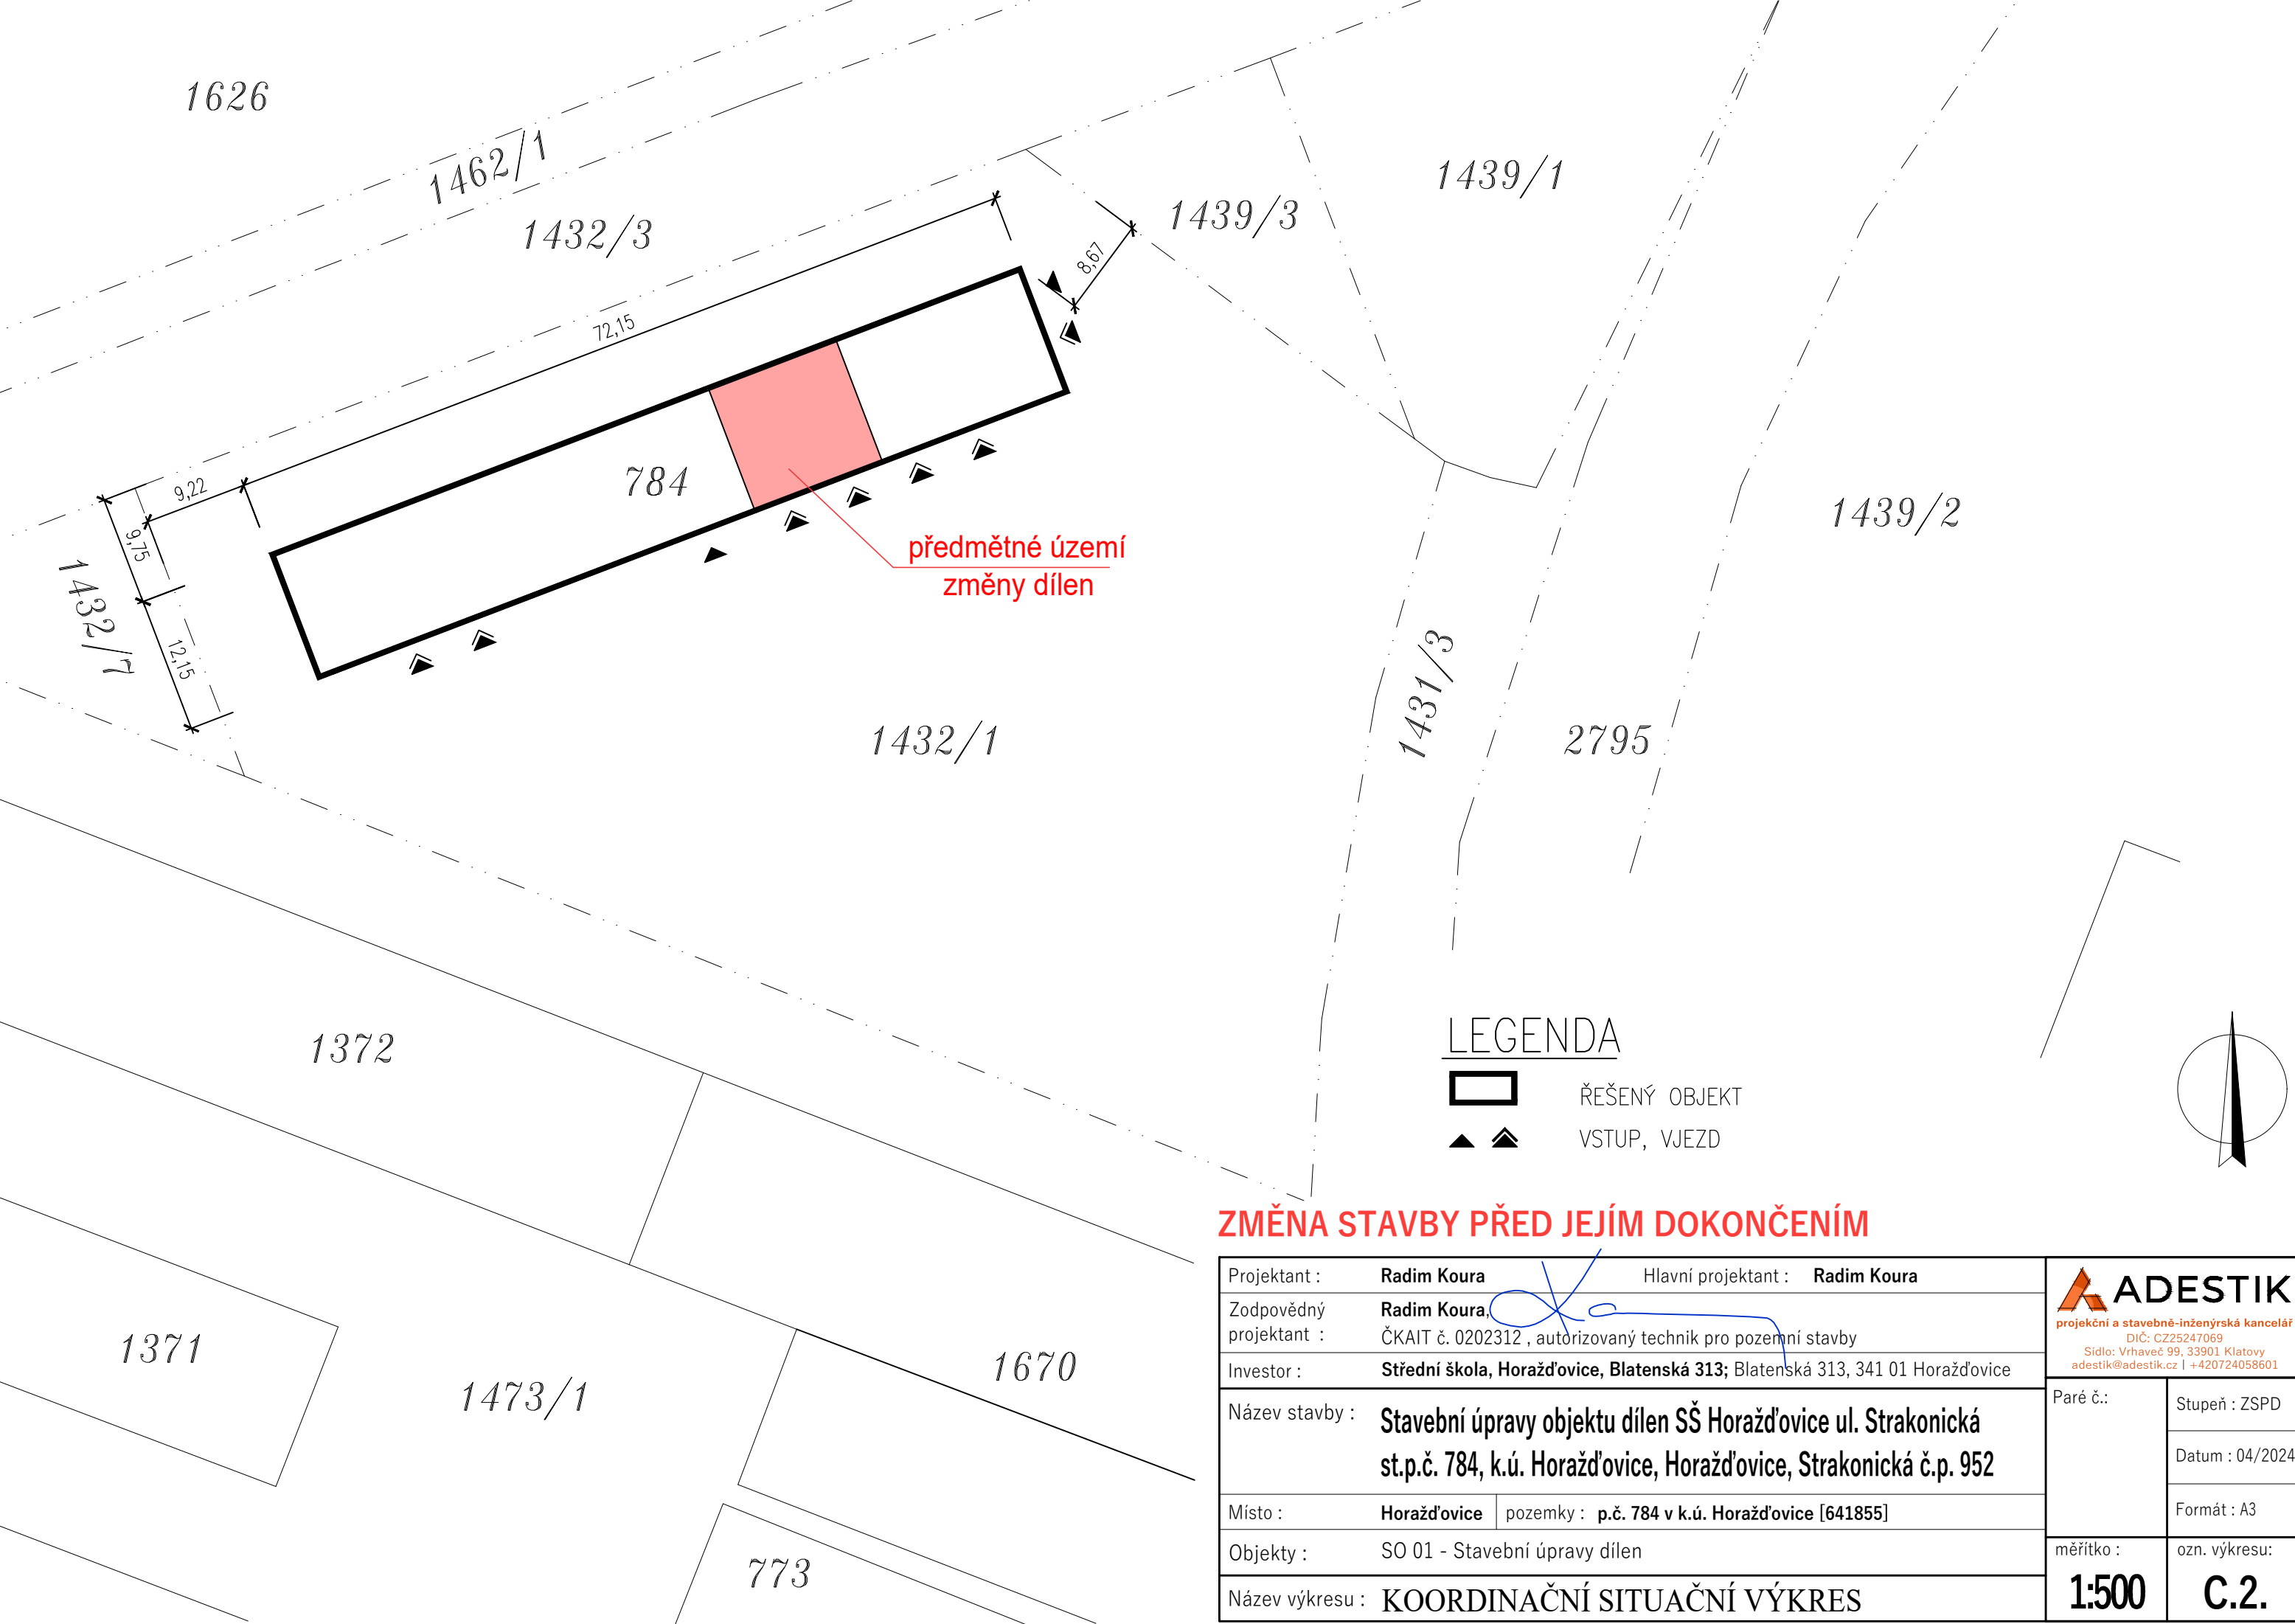 1626
1462/1
1432/3
1439/1
1439/3
8,67
72,15
784
9,22
9,75
12,15
1432/7
předmětné území
změny dílen
1439/2
1431/3
1432/1
2795
1372
1371
1473/1
1670
773
LEGENDA
ŘEŠENÝ OBJEKT
VSTUP, VJEZD
ZMĚNA STAVBY PŘED JEJÍM DOKONČENÍM
Projektant : Radim Koura Hlavní projektant : Radim Koura
Zodpovědný projektant : Radim Koura,
ČKAIT č. 0202312 , autorizovaný technik pro pozemní stavby
Investor : Střední škola, Horažďovice, Blatenská 313; Blatenská 313, 341 01 Horažďovice
Název stavby : Stavební úpravy objektu dílen SŠ Horažďovice ul. Strakonická
st.p.č. 784, k.ú. Horažďovice, Horažďovice, Strakonická č.p. 952
Místo : Horažďovice pozemky : p.č. 784 v k.ú. Horažďovice [641855]
Objekty : SO 01 - Stavební úpravy dílen
Název výkresu : KOORDINAČNÍ SITUAČNÍ VÝKRES
ADESTIK
projekční a stavebně-inženýrská kancelář
DIČ: CZ25247069
Sídlo: Vrhaveč 99, 33901 Klatovy
adestik@adestik.cz | +420724058601
Paré č.:
Stupeň : ZSPD
Datum : 04/2024
Formát : A3
měřítko :
1:500
ozn. výkresu:
C.2.